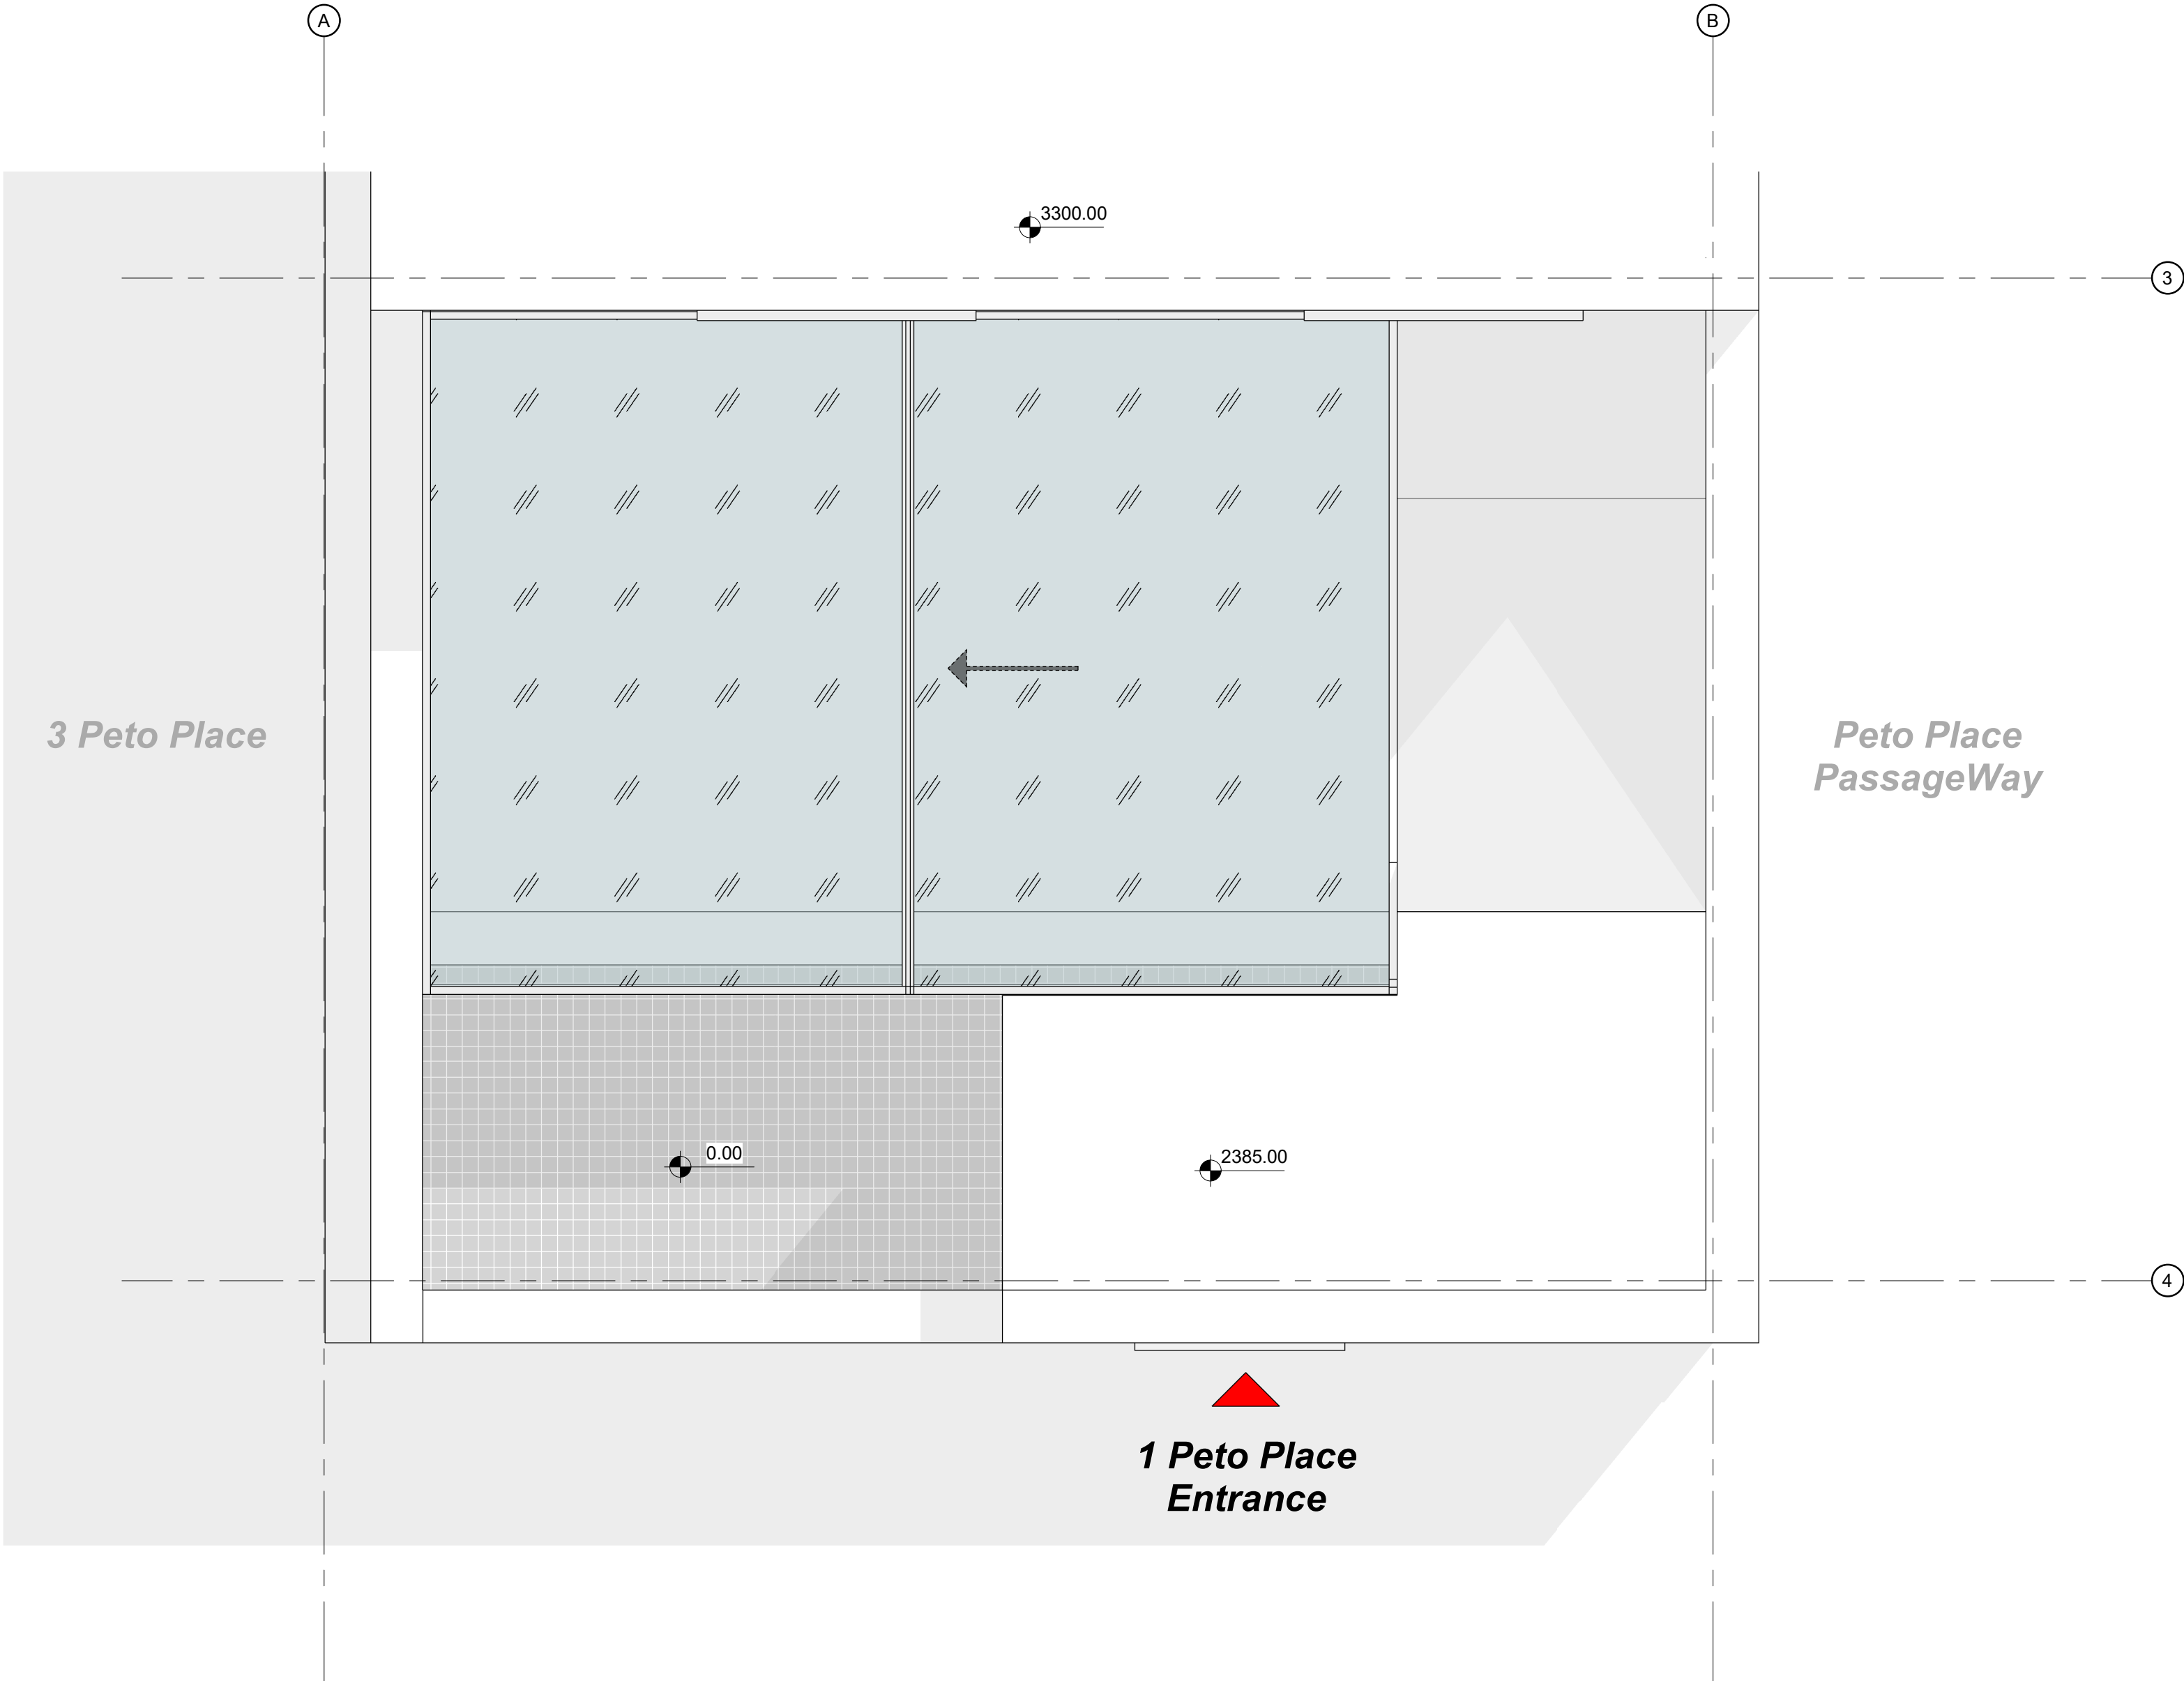 A
B
3300.00
3
3 Peto Place
Peto Place
PassageWay
0.00
2385.00
4
1 Peto Place
Entrance